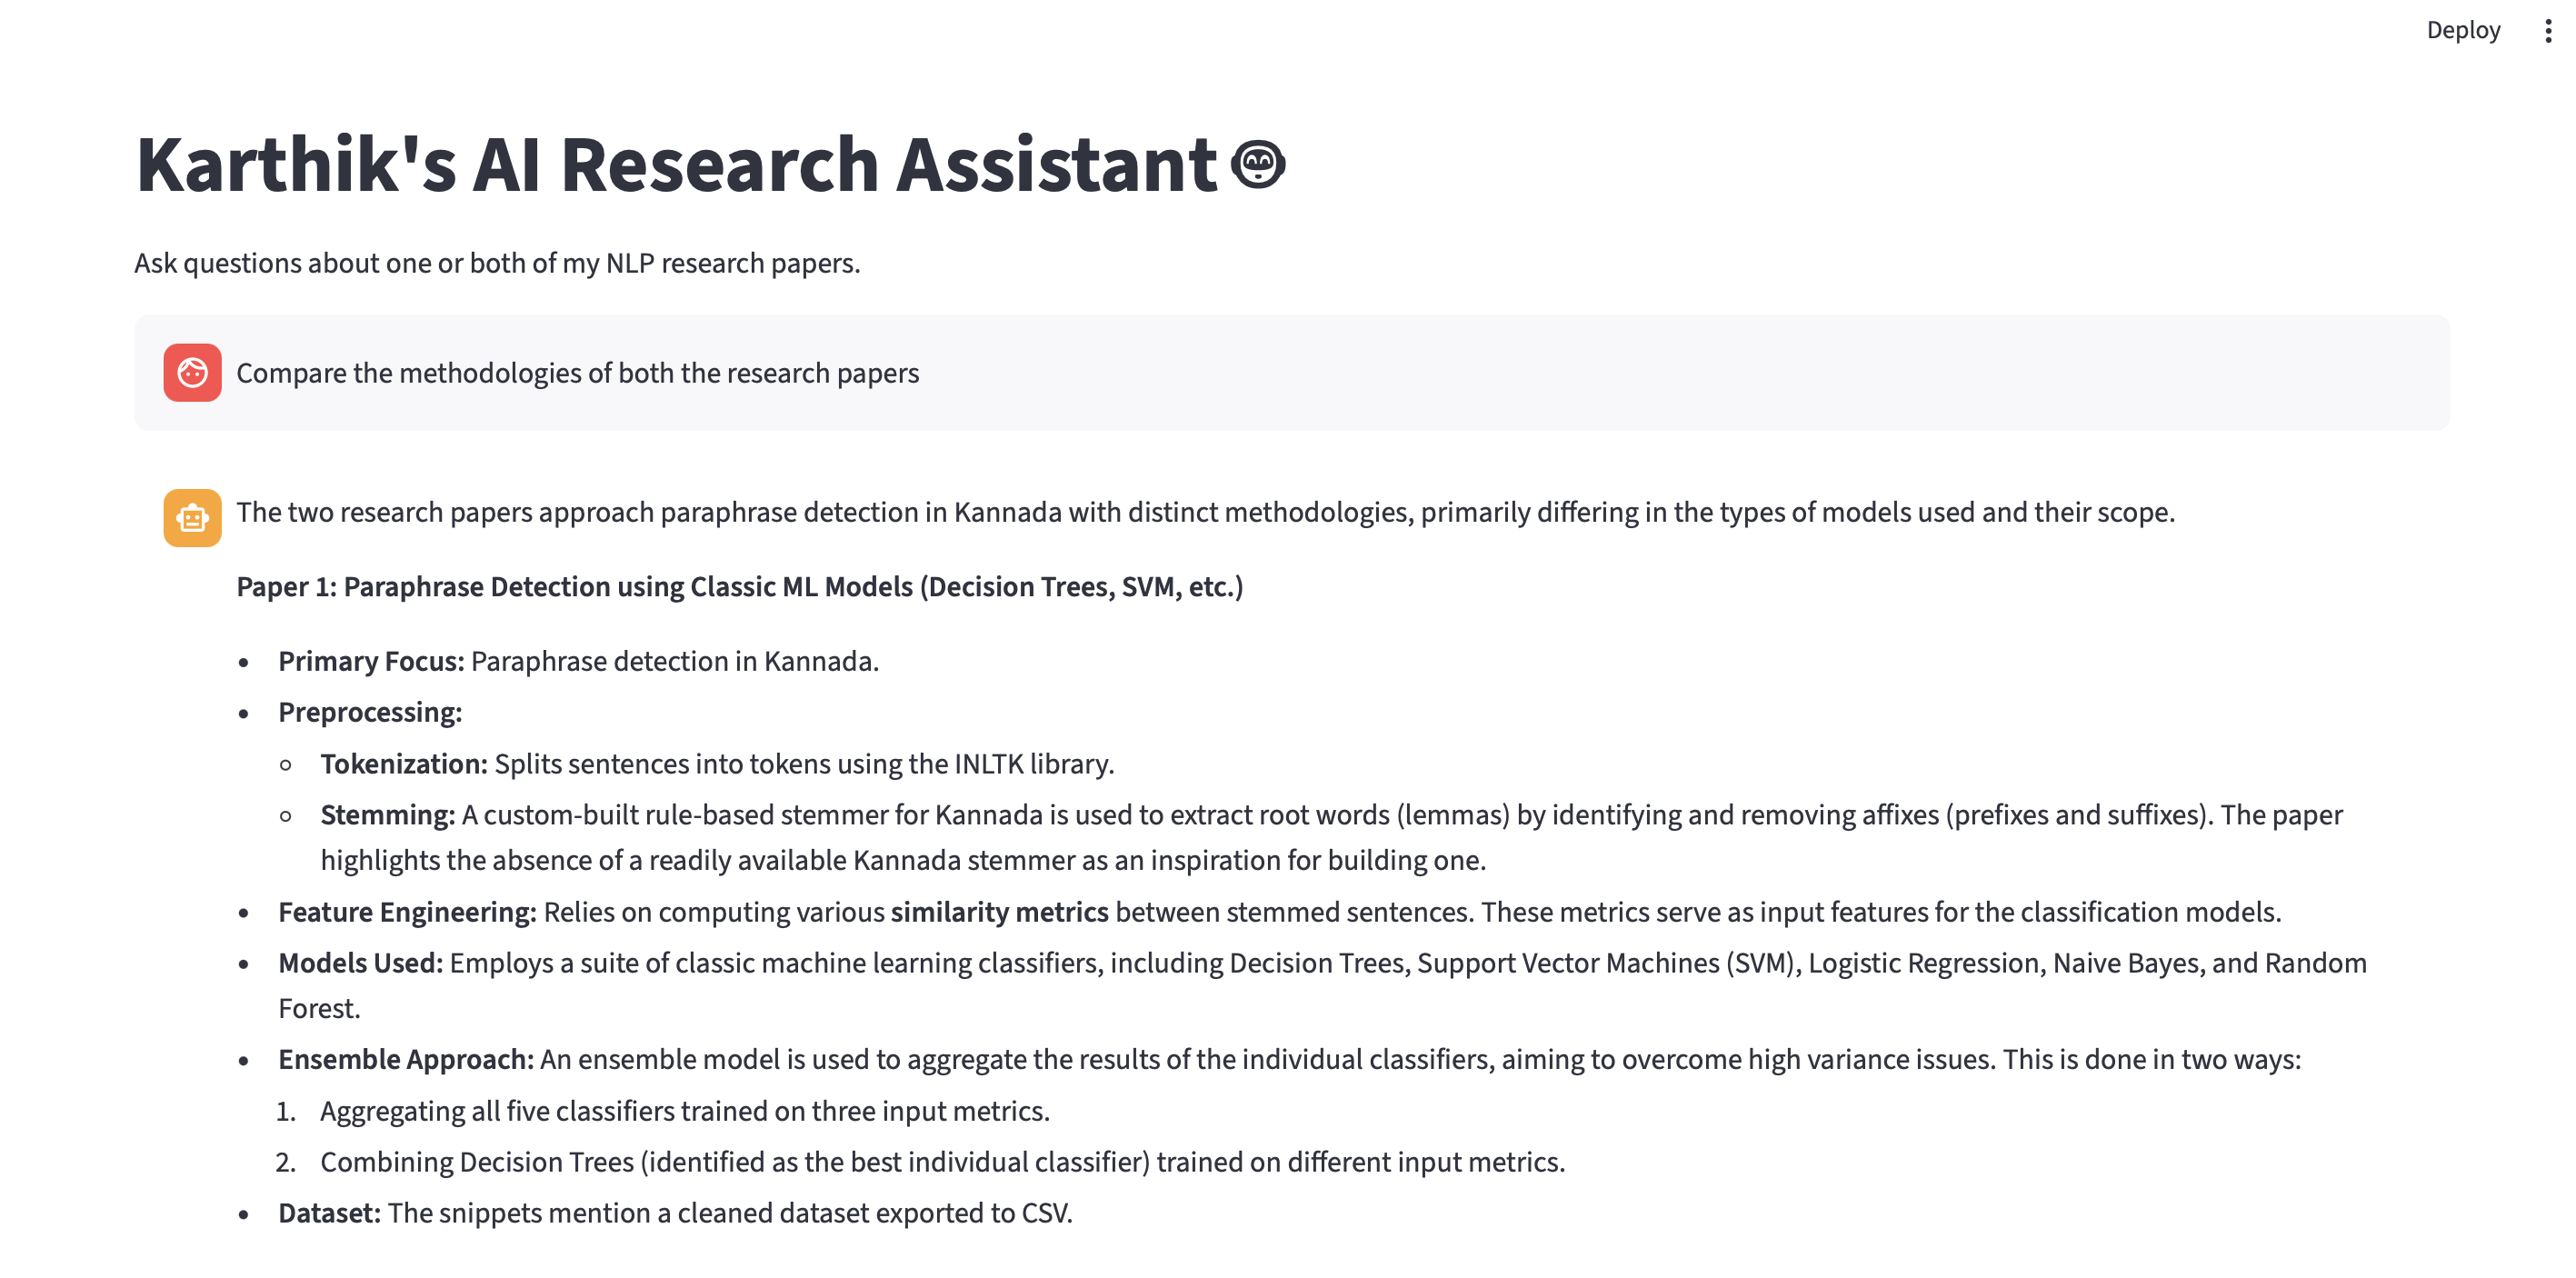 Deploy
Karthik's AI Research Assistant
Ask questions about one or both of my NLP research papers.
Compare the methodologies of both the research papers
The two research papers approach paraphrase detection in Kannada with distinct methodologies, primarily differing in the types of models used and their scope.
Paper 1: Paraphrase Detection using Classic ML Models (Decision Trees, SVM, etc.)
• Primary Focus: Paraphrase detection in Kannada.
• Preprocessing:
◦ Tokenization: Splits sentences into tokens using the INLTK library.
◦ Stemming: A custom-built rule-based stemmer for Kannada is used to extract root words (lemmas) by identifying and removing affixes (prefixes and suffixes). The paper
highlights the absence of a readily available Kannada stemmer as an inspiration for building one.
• Feature Engineering: Relies on computing various similarity metrics between stemmed sentences. These metrics serve as input features for the classification models.
• Models Used: Employs a suite of classic machine learning classifiers, including Decision Trees, Support Vector Machines (SVM), Logistic Regression, Naive Bayes, and Random
Forest.
• Ensemble Approach: An ensemble model is used to aggregate the results of the individual classifiers, aiming to overcome high variance issues. This is done in two ways:
1. Aggregating all five classifiers trained on three input metrics.
2. Combining Decision Trees (identified as the best individual classifier) trained on different input metrics.
• Dataset: The snippets mention a cleaned dataset exported to CSV.